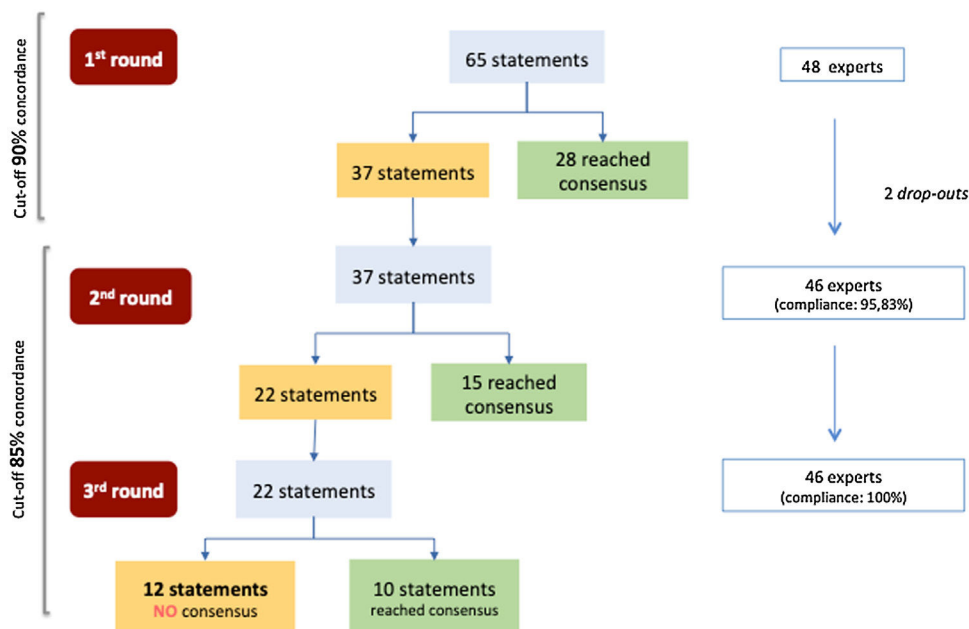 Cut-off 90% concordance
1st round
65 statements
48 experts
37 statements
28 reached
consensus
2 drop-outs
Cut-off 85% concordance
2nd round
37 statements
46 experts
(compliance: 95,83%)
22 statements
15 reached
consensus
3rd round
22 statements
46 experts
(compliance: 100%)
12 statements
NO consensus
10 statements
reached consensus